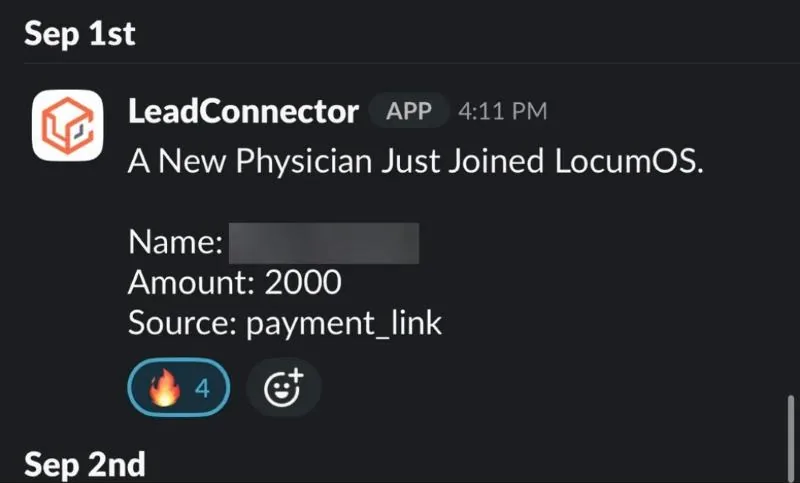 Sep 1st
LeadConnector APP 4:11 PM
A New Physician Just Joined LocumOS.
Name:
Amount: 2000
Source: payment_link
🔥 4
Sep 2nd